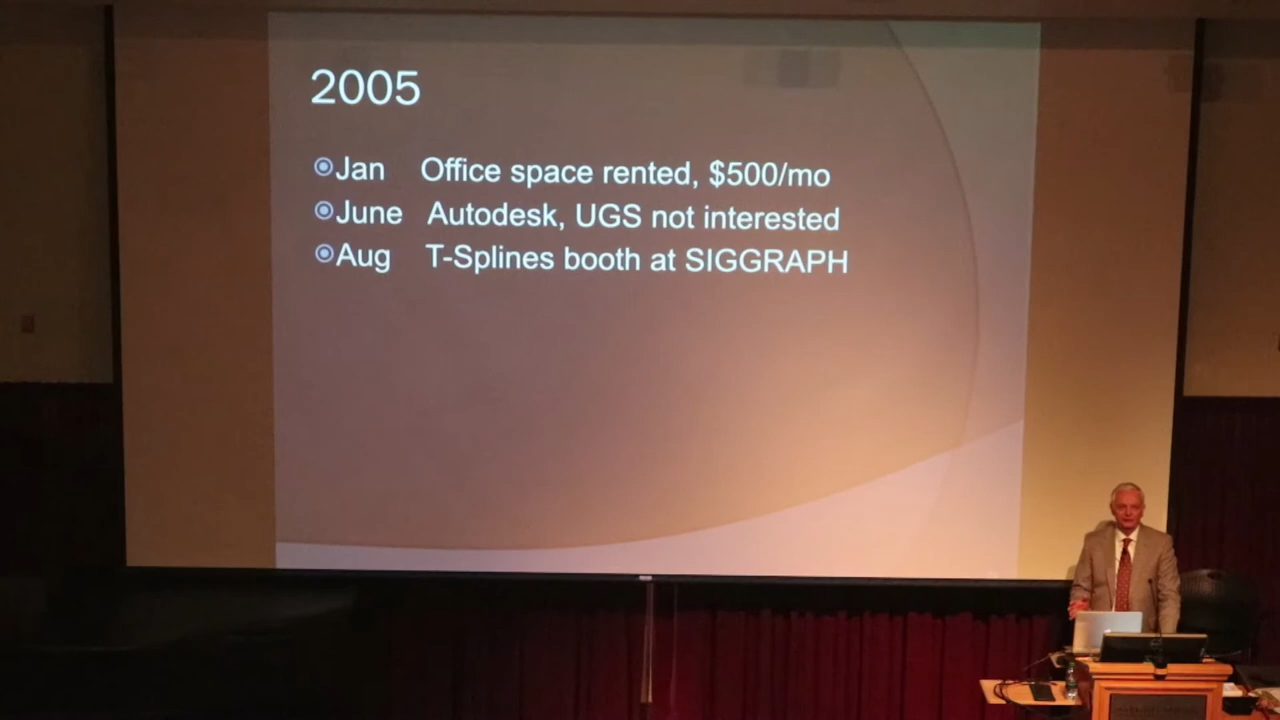 2005
Jan Office space rented, $500/mo
June Autodesk, UGS not interested
Aug T-Splines booth at SIGGRAPH